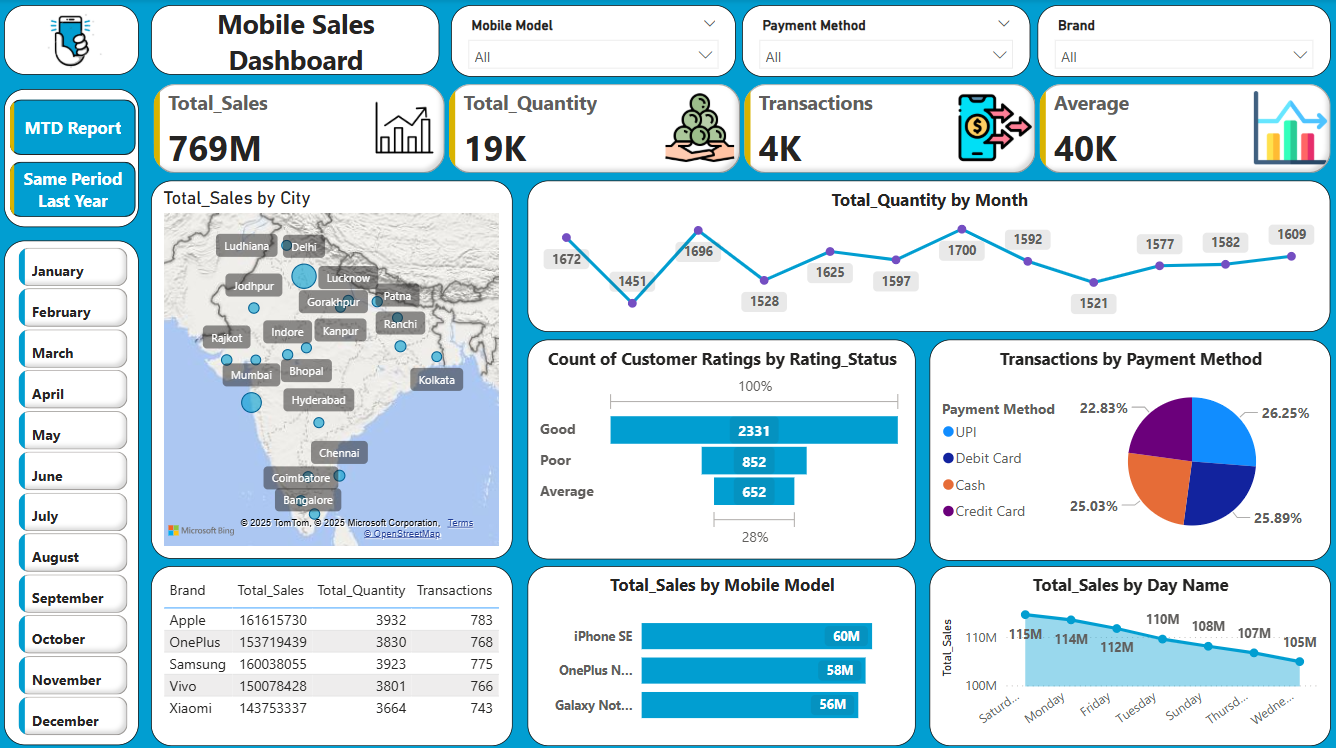 Mobile Sales
Dashboard
Mobile Model
All
Payment Method
All
Brand
All
MTD Report
Same Period
Last Year
Total_Sales
769M
Total_Quantity
19K
Transactions
4K
Average
40K
January
February
March
April
May
June
July
August
September
October
November
December
Total_Sales by City
Ludhiana
Delhi
Jodhpur
Lucknow
Gorakhpur
Patna
Rajkot
Indore
Kanpur
Ranchi
Mumbai
Bhopal
Kolkata
Hyderabad
Chennai
Coimbatore
Bangalore
© 2025 TomTom, © 2025 Microsoft Corporation, Terms
Microsoft Bing
© OpenStreetMap
Total_Quantity by Month
1672
1451
1696
1528
1625
1597
1700
1592
1521
1577
1582
1609
Count of Customer Ratings by Rating_Status
100%
Good 2331
Poor 852
Average 652
28%
Transactions by Payment Method
Payment Method
UPI
Debit Card
Cash
Credit Card
22.83%
26.25%
25.03%
25.89%
Brand Total_Sales Total_Quantity Transactions
Apple 161615730 3932 783
OnePlus 153719439 3830 768
Samsung 160038055 3923 775
Vivo 150078428 3801 766
Xiaomi 143753337 3664 743
Total_Sales by Mobile Model
iPhone SE 60M
OnePlus N... 58M
Galaxy Not... 56M
Total_Sales by Day Name
Total_Sales
110M
100M
115M
114M
112M
110M
108M
107M
105M
Saturd...
Monday
Friday
Tuesday
Sunday
Thursd...
Wedne...